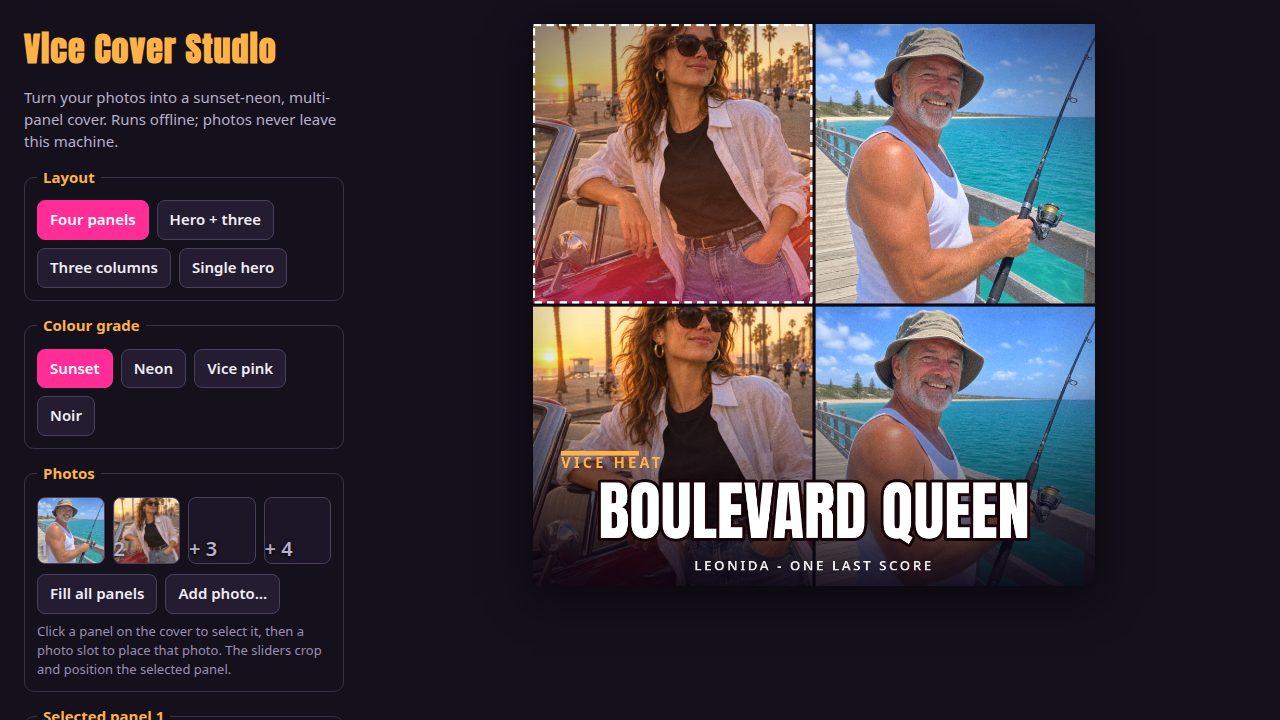 Vice Cover Studio
Turn your photos into a sunset-neon, multi-
panel cover. Runs offline; photos never leave
this machine.
Layout
Four panels
Hero + three
Three columns
Single hero
Colour grade
Sunset
Neon
Vice pink
Noir
Photos
1
2
+ 3
+ 4
Fill all panels
Add photo...
Click a panel on the cover to select it, then a
photo slot to place that photo. The sliders crop
and position the selected panel.
Selected panel 1
VICE HEAT
BOULEVARD QUEEN
LEONIDA - ONE LAST SCORE